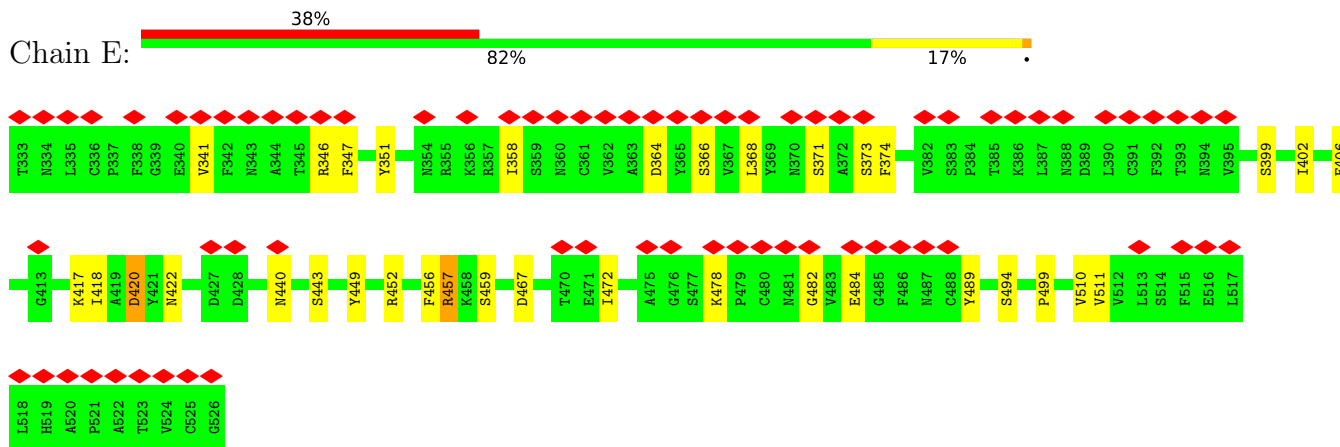 38%
Chain E:
82% 17% •
T333 N334 L335 C336 P337 F338 G339 E340 V341 F342 N343 A344 T345 R346 F347 Y351 N354 R355 K356 R357 I358 S359 N360 C361 V362 A363 D364 Y365 S366 V367 L368 Y369 N370 S371 A372 S373 F374 V382 S383 P384 T385 K386 L387 N388 D389 L390 C391 F392 T393 N394 V395 S399 I402 E406
G413 K417 I418 A419 D420 Y421 N422 D427 D428 N440 S443 Y449 R452 F456 R457 K458 S459 D467 T470 E471 I472 A475 G476 S477 K478 P479 C480 N481 G482 V483 E484 G485 F486 N487 C488 Y489 S494 P499 V510 V511 V512 L513 S514 F515 E516 L517
L518 H519 A520 P521 A522 T523 V524 C525 G526